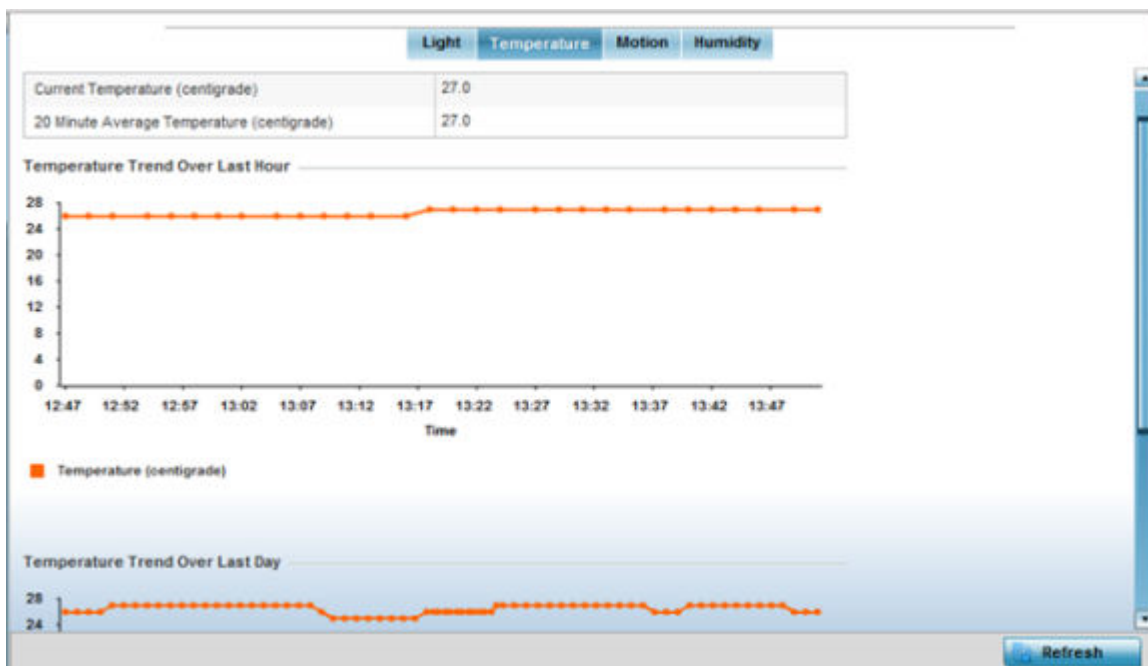 Light Temperature Motion Humidity
Current Temperature (centigrade) 27.0
20 Minute Average Temperature (centigrade) 27.0
Temperature Trend Over Last Hour
28
24
20
16
12
8
4
0
12:47 12:52 12:57 13:02 13:07 13:12 13:17 13:22 13:27 13:32 13:37 13:42 13:47
Time
Temperature (centigrade)
Temperature Trend Over Last Day
28
24
Refresh